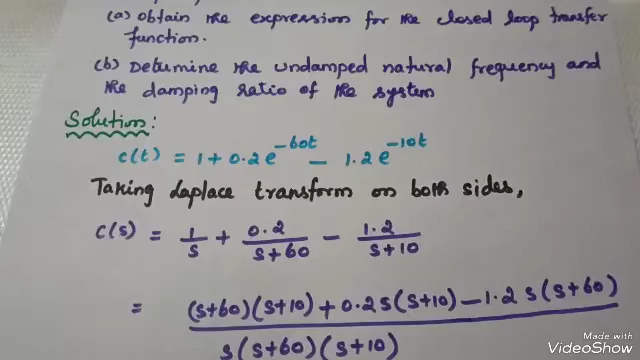 (a) Obtain the expression for the closed loop transfer
function.
(b) Determine the undamped natural frequency and
the damping ratio of the system
Solution:
c(t) = 1 + 0.2e^-60t - 1.2e^-10t
Taking Laplace transform on both sides,
C(s) = 1/s + 0.2/(s+60) - 1.2/(s+10)
= (s+60)(s+10) + 0.2s(s+10) - 1.2s(s+60)
s(s+60)(s+10)
Made with
VideoShow